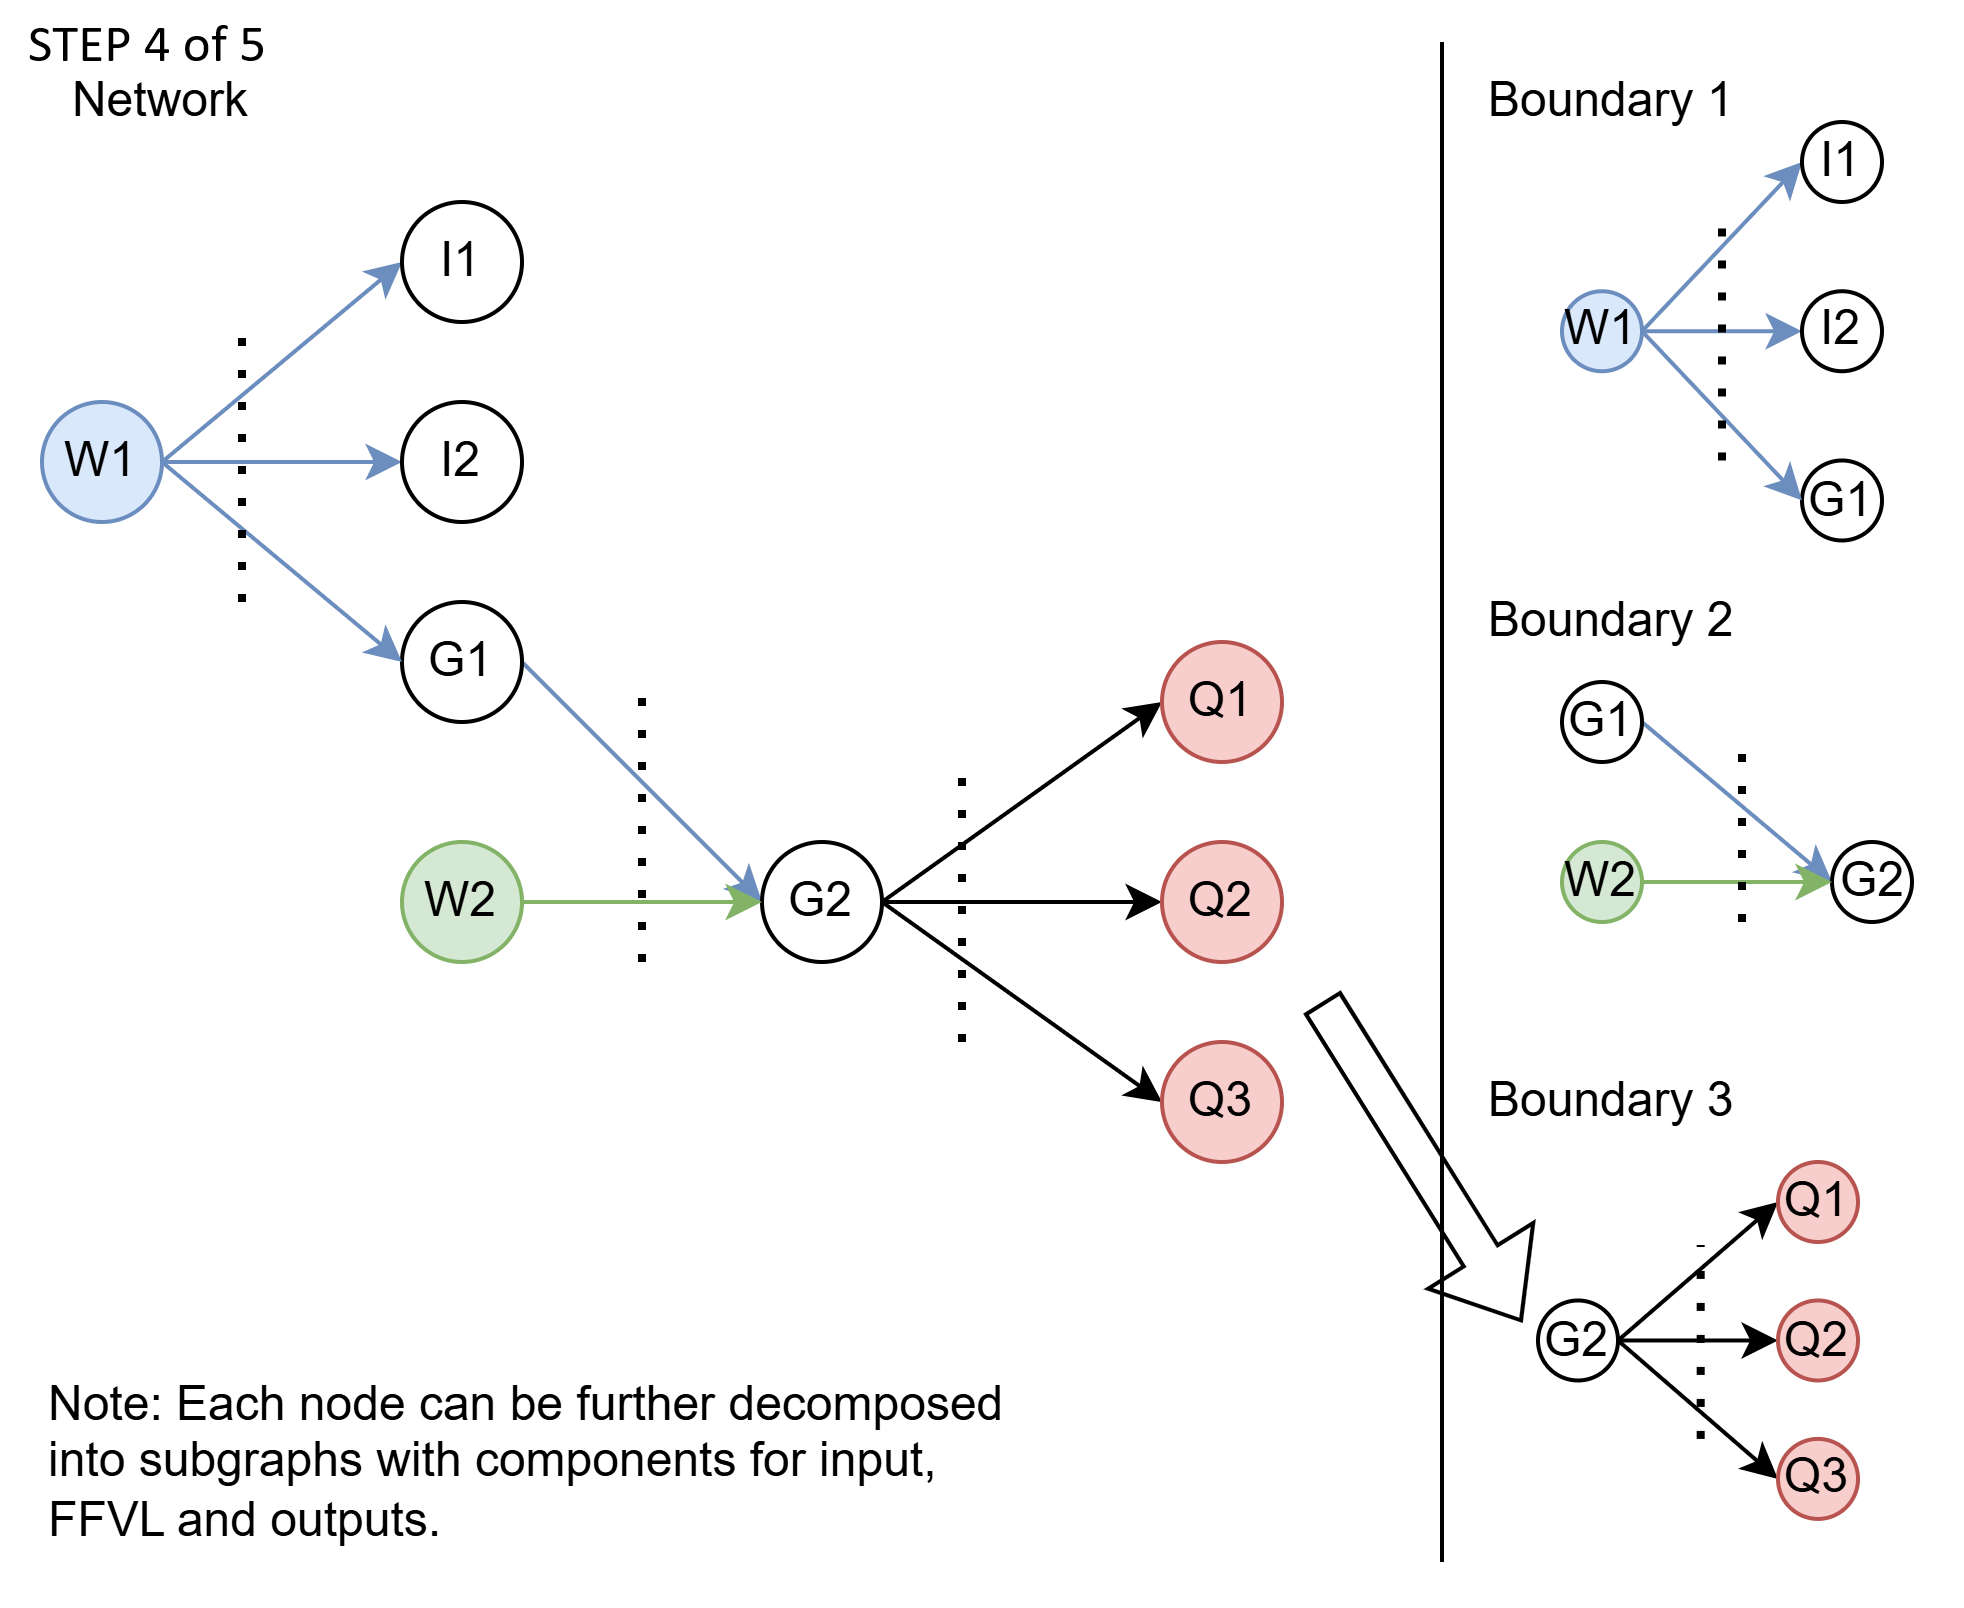 STEP 4 of 5
Network
I1
W1
I2
G1
W2
G2
Q1
Q2
Q3
Note: Each node can be further decomposed
into subgraphs with components for input,
FFVL and outputs.
Boundary 1
I1
W1
I2
G1
Boundary 2
G1
W2
G2
Boundary 3
Q1
G2
Q2
Q3